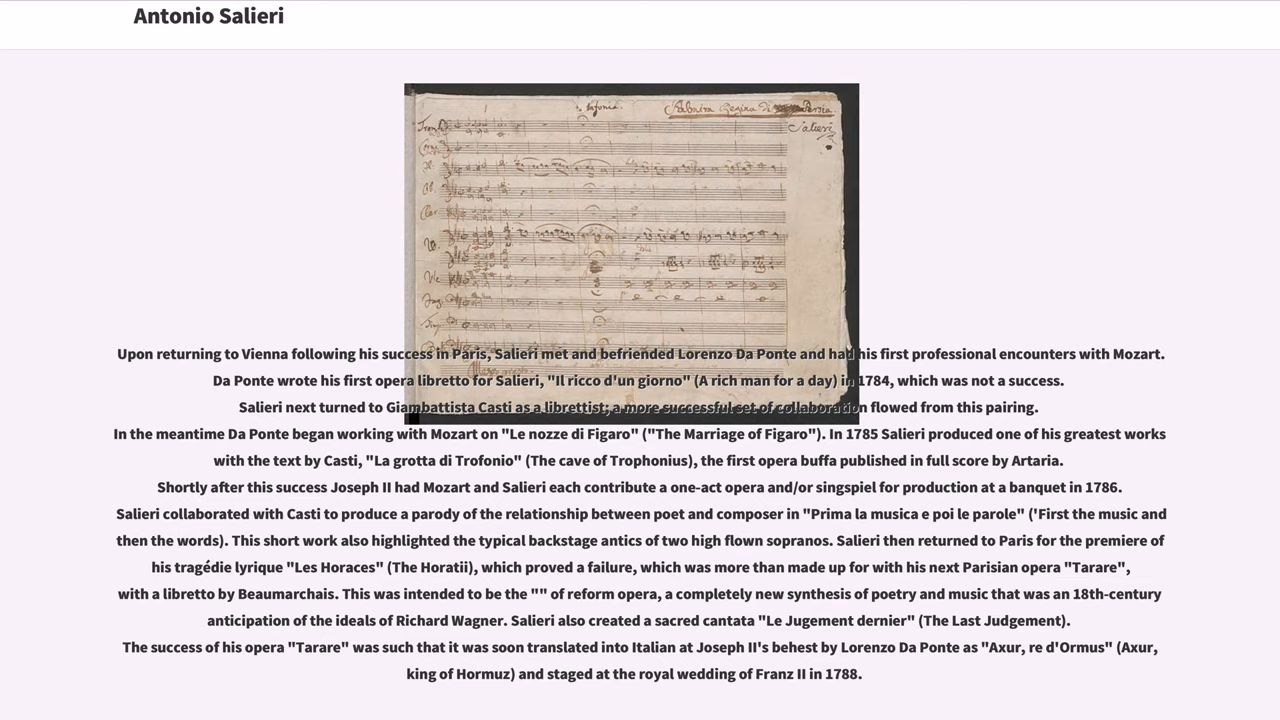 Antonio Salieri
Sinfonia.
Salieri
Upon returning to Vienna following his success in Paris, Salieri met and befriended Lorenzo Da Ponte and had his first professional encounters with Mozart.
Da Ponte wrote his first opera libretto for Salieri, "Il ricco d'un giorno" (A rich man for a day) in 1784, which was not a success.
Salieri next turned to Giambattista Casti as a librettist; a more successful set of collaboration flowed from this pairing.
In the meantime Da Ponte began working with Mozart on "Le nozze di Figaro" ("The Marriage of Figaro"). In 1785 Salieri produced one of his greatest works
with the text by Casti, "La grotta di Trofonio" (The cave of Trophonius), the first opera buffa published in full score by Artaria.
Shortly after this success Joseph II had Mozart and Salieri each contribute a one-act opera and/or singspiel for production at a banquet in 1786.
Salieri collaborated with Casti to produce a parody of the relationship between poet and composer in "Prima la musica e poi le parole" ('First the music and
then the words). This short work also highlighted the typical backstage antics of two high flown sopranos. Salieri then returned to Paris for the premiere of
his tragédie lyrique "Les Horaces" (The Horatii), which proved a failure, which was more than made up for with his next Parisian opera "Tarare",
with a libretto by Beaumarchais. This was intended to be the "" of reform opera, a completely new synthesis of poetry and music that was an 18th-century
anticipation of the ideals of Richard Wagner. Salieri also created a sacred cantata "Le Jugement dernier" (The Last Judgement).
The success of his opera "Tarare" was such that it was soon translated into Italian at Joseph II's behest by Lorenzo Da Ponte as "Axur, re d'Ormus" (Axur,
king of Hormuz) and staged at the royal wedding of Franz II in 1788.